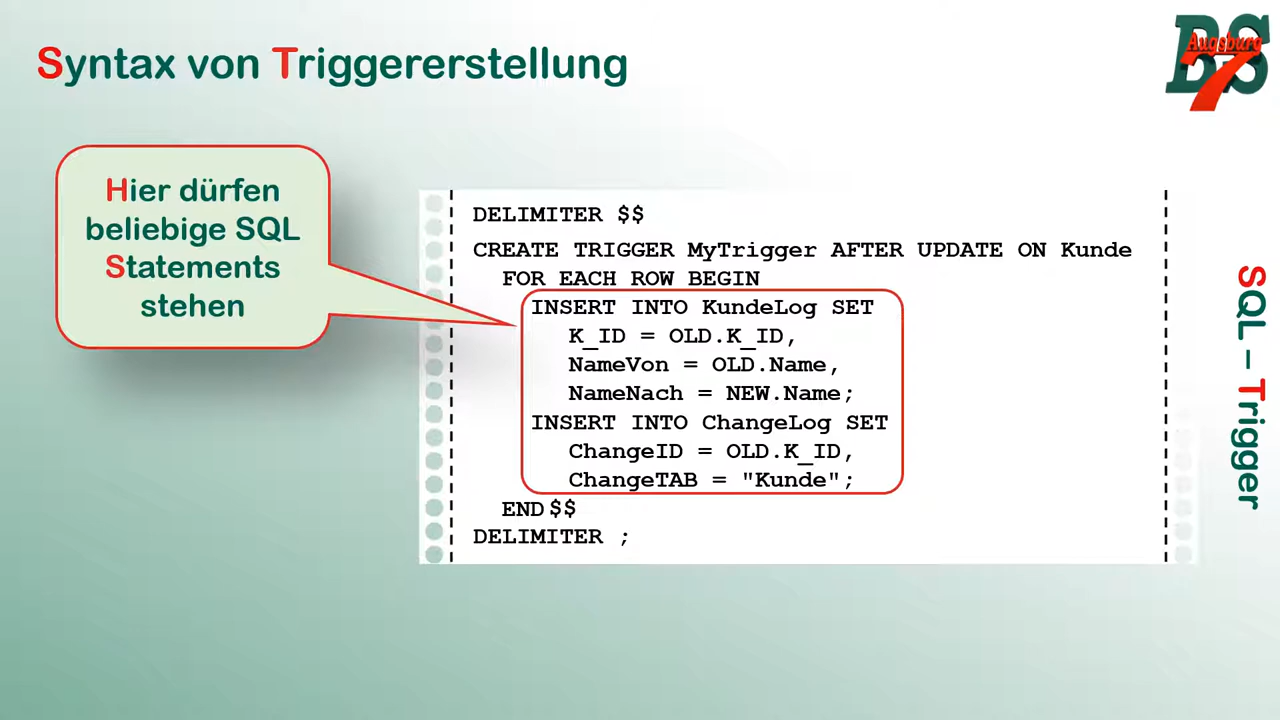 Syntax von Triggererstellung
BS
Augsburg
7
Hier dürfen
beliebige SQL
Statements
stehen
DELIMITER $$
CREATE TRIGGER MyTrigger AFTER UPDATE ON Kunde
FOR EACH ROW BEGIN
INSERT INTO KundeLog SET
K_ID = OLD.K_ID,
NameVon = OLD.Name,
NameNach = NEW.Name;
INSERT INTO ChangeLog SET
ChangeID = OLD.K_ID,
ChangeTAB = "Kunde";
END$$
DELIMITER ;
SQL – Trigger